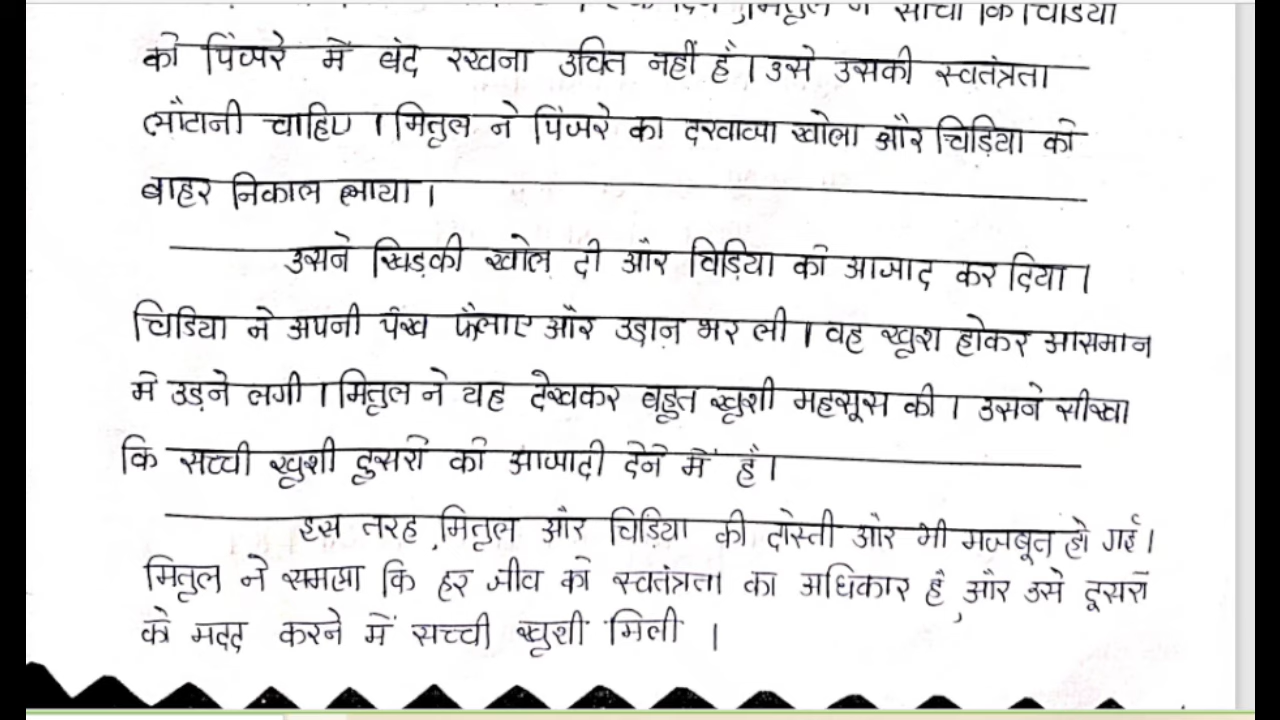 मितुल ने सोचा कि चिड़िया
को पिंजरे में बंद रखना उचित नहीं है। उसे उसकी स्वतंत्रता
लौटानी चाहिए। मितुल ने पिंजरे का दरवाजा खोला और चिड़िया को
बाहर निकाल लाया।
उसने खिड़की खोल दी और चिड़िया को आजाद कर दिया।
चिडिया ने अपनी पंख फैलाए और उड़ान भर ली। वह खुश होकर आसमान
में उड़ने लगी। मितुल ने यह देखकर बहुत खुशी महसूस की। उसने सीखा
कि सच्ची खुशी दुसरों को आजादी देने में है।
इस तरह, मितुल और चिड़िया की दोस्ती और भी मजबूत हो गई।
मितुल ने समझा कि हर जीव को स्वतंत्रता का अधिकार है, और उसे दूसरों
की मदद करने में सच्ची खुशी मिली।